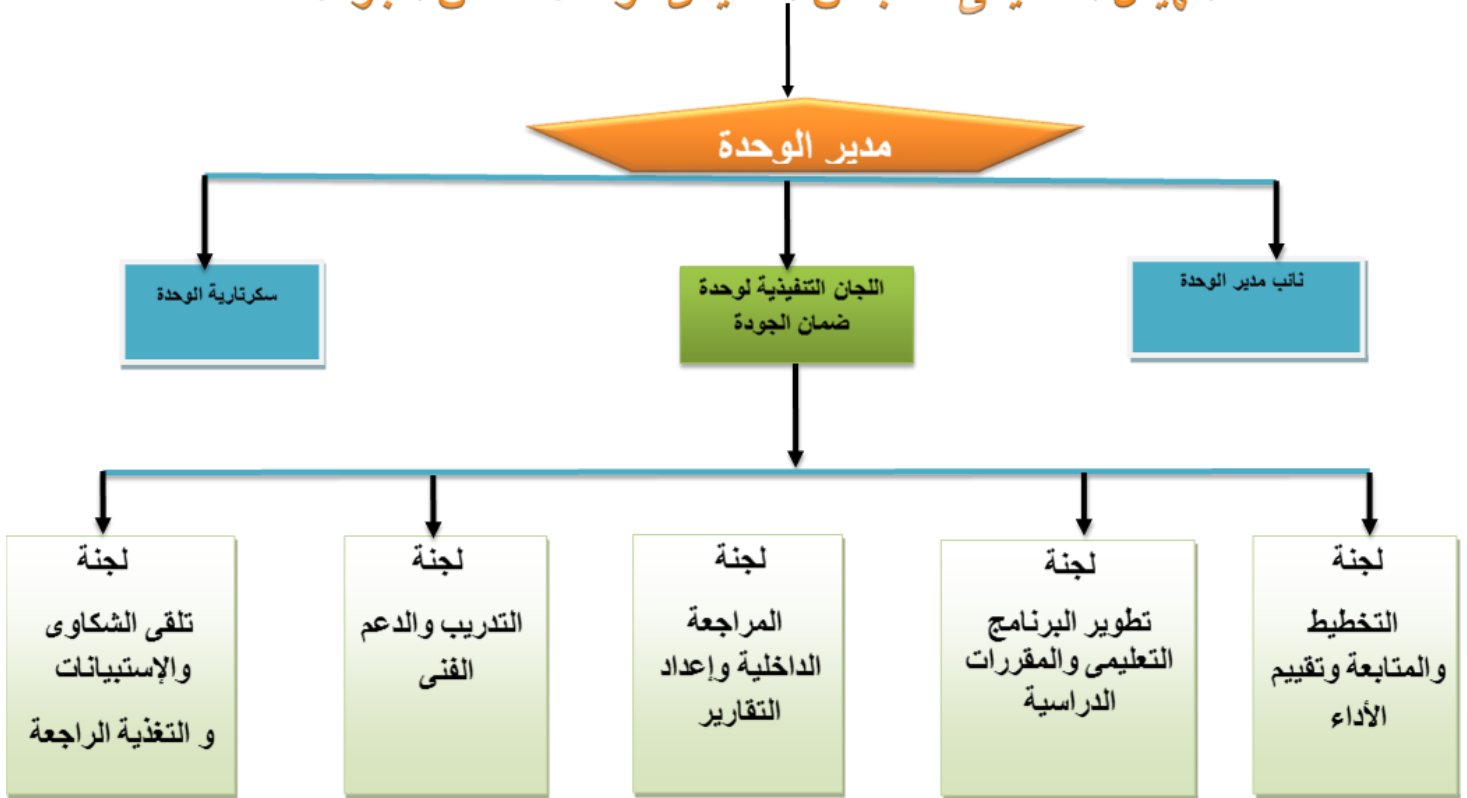 مدير الوحدة
نائب مدير الوحدة
اللجان التنفيذية لوحدة
ضمان الجودة
سكرتارية الوحدة
لجنة
التخطيط
والمتابعة وتقييم
الأداء
لجنة
تطوير البرنامج
التعليمى والمقررات
الدراسية
لجنة
المراجعة
الداخلية وإعداد
التقارير
لجنة
التدريب والدعم
الفنى
لجنة
تلقى الشكاوى
والإستبيانات
و التغذية الراجعة